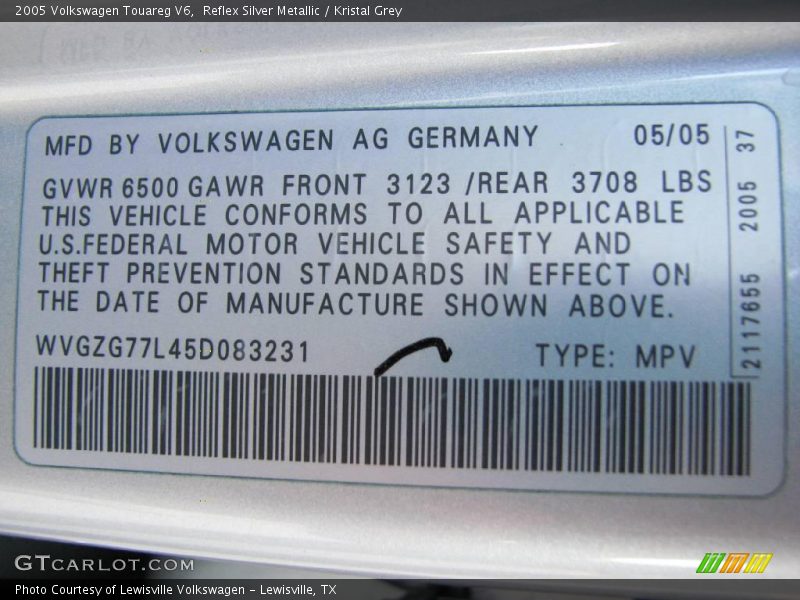 2005 Volkswagen Touareg V6,  Reflex Silver Metallic / Kristal Grey
MFD BY VOLKSWAGEN AG GERMANY 05/05
GVWR 6500 GAWR FRONT 3123 /REAR 3708 LBS
THIS VEHICLE CONFORMS TO ALL APPLICABLE
U.S.FEDERAL MOTOR VEHICLE SAFETY AND
THEFT PREVENTION STANDARDS IN EFFECT ON
THE DATE OF MANUFACTURE SHOWN ABOVE.
WVGZG77L45D083231 TYPE: MPV
2117655 2005 37
GTCARLOT.COM
Photo Courtesy of Lewisville Volkswagen - Lewisville, TX